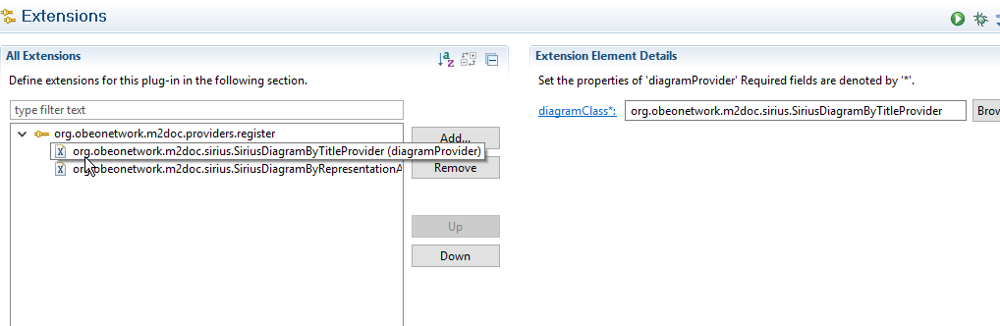 Extensions
All Extensions
Define extensions for this plug-in in the following section.
type filter text
org.obeonetwork.m2doc.providers.register
org.obeonetwork.m2doc.sirius.SiriusDiagramByTitleProvider (diagramProvider)
org.obeonetwork.m2doc.sirius.SiriusDiagramByRepresentationA
Add...
Remove
Up
Down
Extension Element Details
Set the properties of 'diagramProvider' Required fields are denoted by '*'.
diagramClass*: org.obeonetwork.m2doc.sirius.SiriusDiagramByTitleProvider Brow